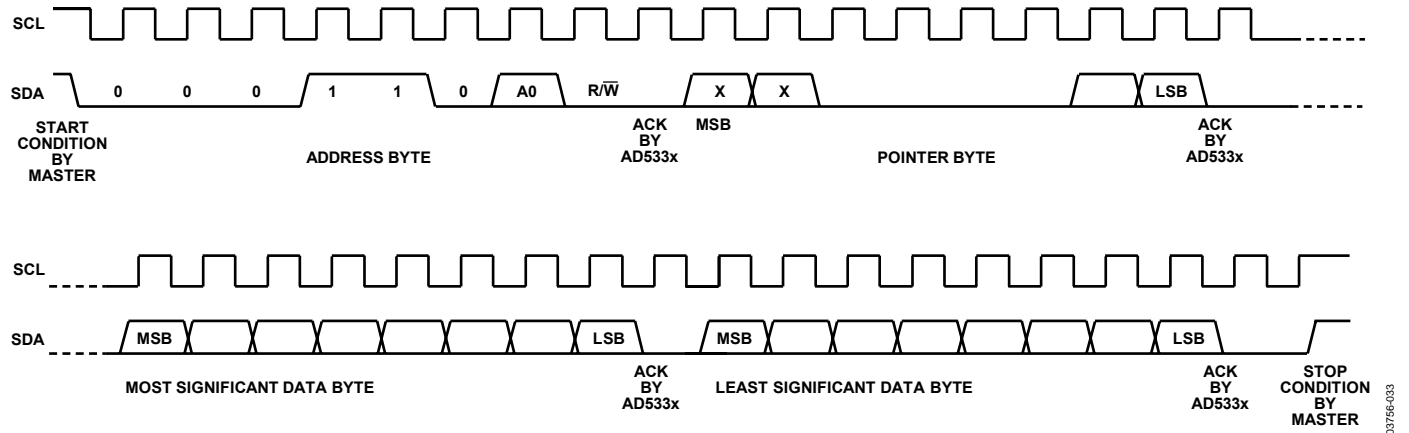 SCL
SDA 0 0 0 1 1 0 A0 R/W̅ X X LSB
START CONDITION BY MASTER
ADDRESS BYTE
ACK BY AD533x
MSB
POINTER BYTE
ACK BY AD533x
SCL
SDA MSB LSB MSB LSB
MOST SIGNIFICANT DATA BYTE
ACK BY AD533x
LEAST SIGNIFICANT DATA BYTE
ACK BY AD533x
STOP CONDITION BY MASTER
03756-033